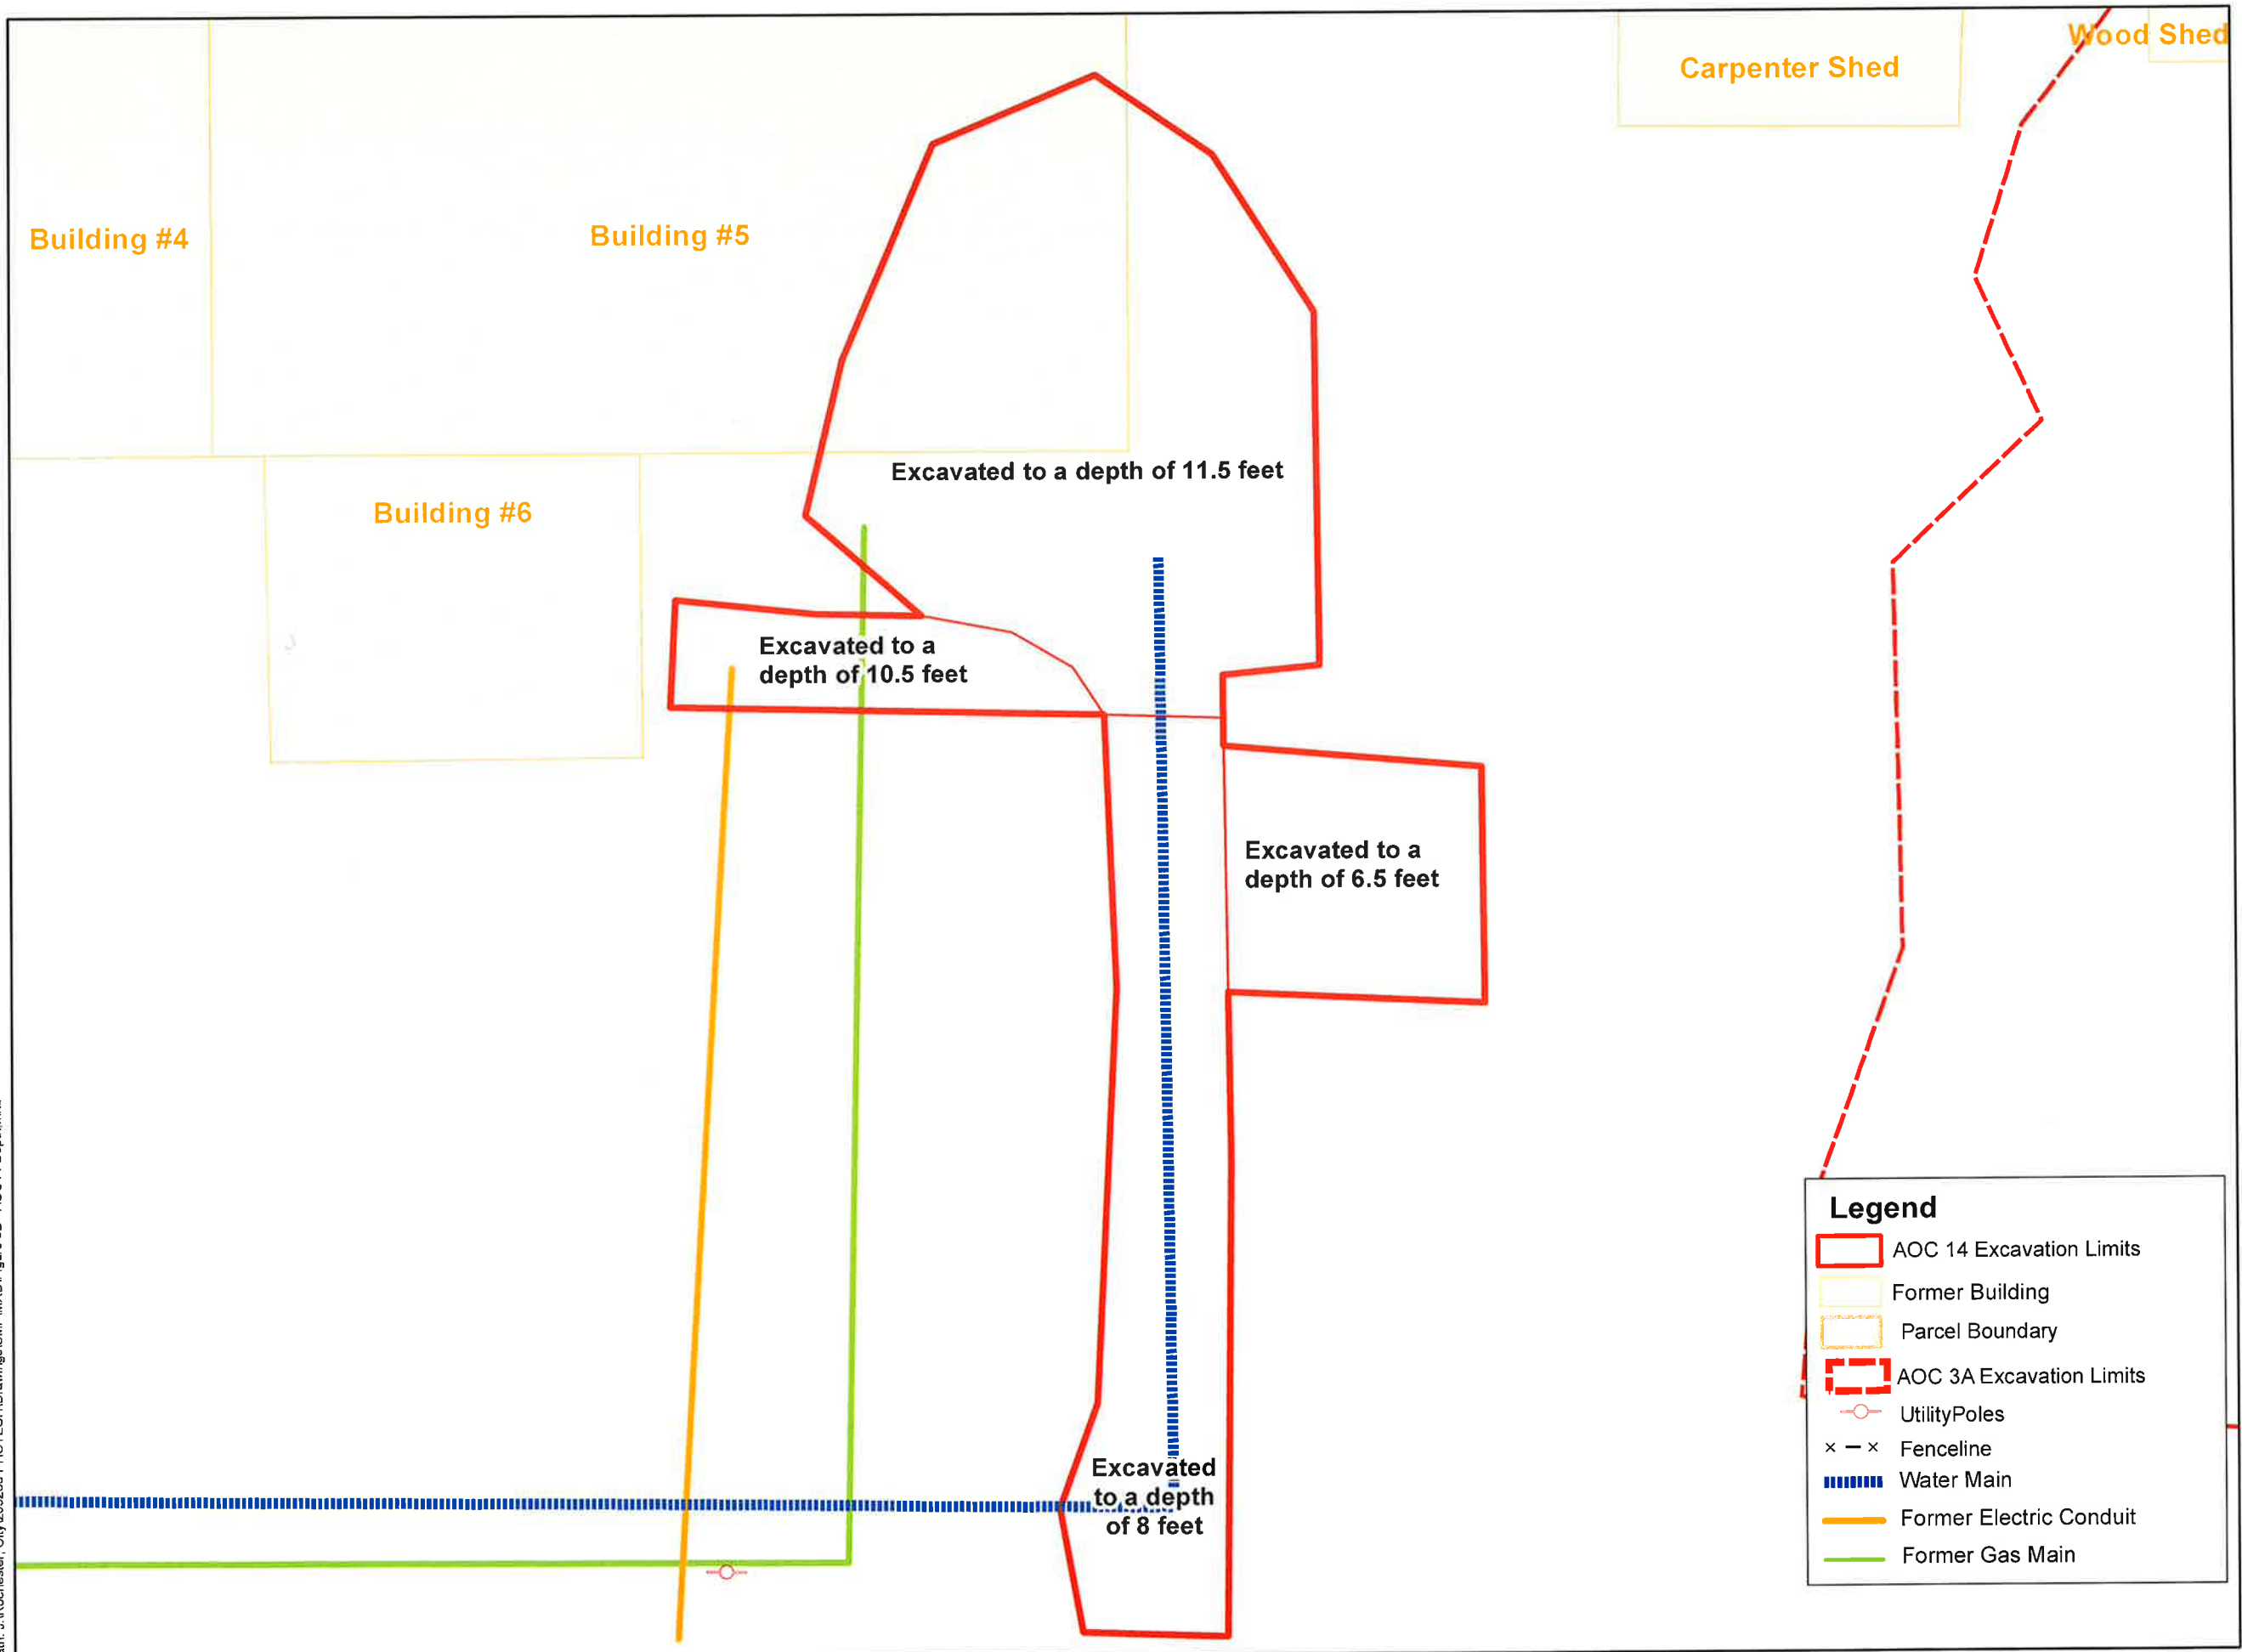 Wood Shed
Carpenter Shed
Building #4
Building #5
Excavated to a depth of 11.5 feet
Building #6
Excavated to a
depth of 10.5 feet
Excavated to a
depth of 6.5 feet
Excavated
to a depth
of 8 feet
Legend
AOC 14 Excavation Limits
Former Building
Parcel Boundary
AOC 3A Excavation Limits
UtilityPoles
Fenceline
Water Main
Former Electric Conduit
Former Gas Main